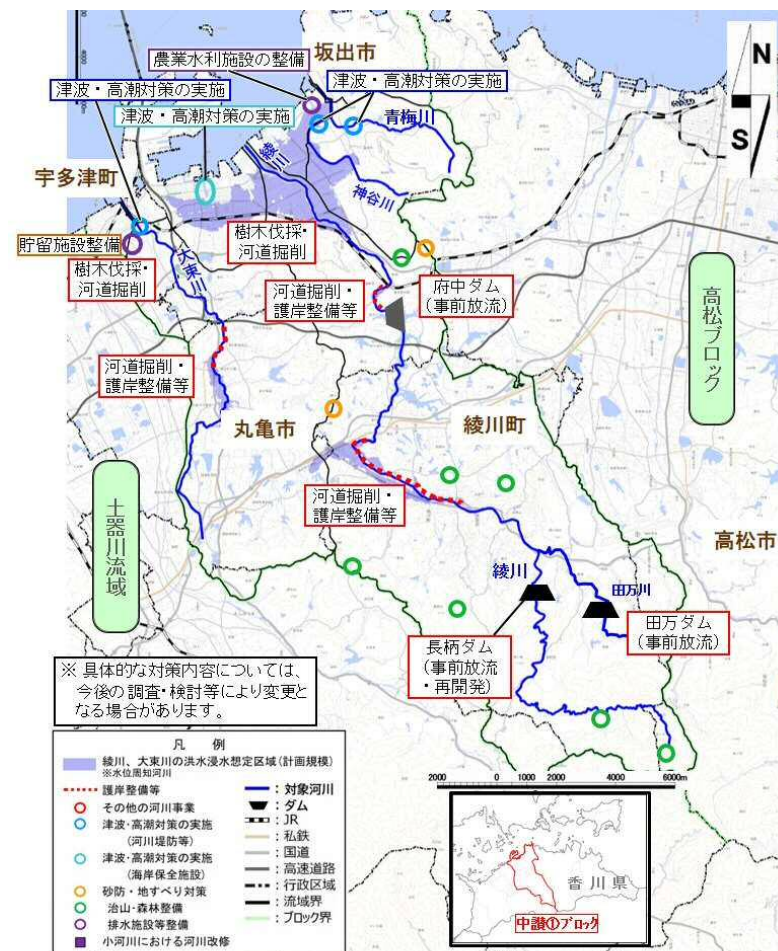 農業水利施設の整備
坂出市
津波・高潮対策の実施
津波・高潮対策の実施
津波・高潮対策の実施
青梅川
綾川
神谷川
宇多津町
貯留施設整備
樹木伐採・
河道掘削
大束川
樹木伐採・
河道掘削
河道掘削・
護岸整備等
府中ダム
(事前放流)
高松ブロック
河道掘削・
護岸整備等
丸亀市
綾川町
土器川流域
河道掘削・
護岸整備等
高松市
綾川
田万川
長柄ダム
(事前放流
・再開発)
田万ダム
(事前放流)
※ 具体的な対策内容については、
今後の調査・検討等により変更と
なる場合があります。
N
S
凡 例
綾川、大束川の洪水浸水想定区域(計画規模)
※水位周知河川
護岸整備等
その他の河川事業
津波・高潮対策の実施
(河川堤防等)
津波・高潮対策の実施
(海岸保全施設)
砂防・地すべり対策
治山・森林整備
排水施設等整備
小河川における河川改修
:対象河川
:ダム
:JR
:私鉄
:国道
:高速道路
:行政区域
:流域界
:ブロック界
2000 0 2000 4000 6000m
香川県
中讃①ブロック